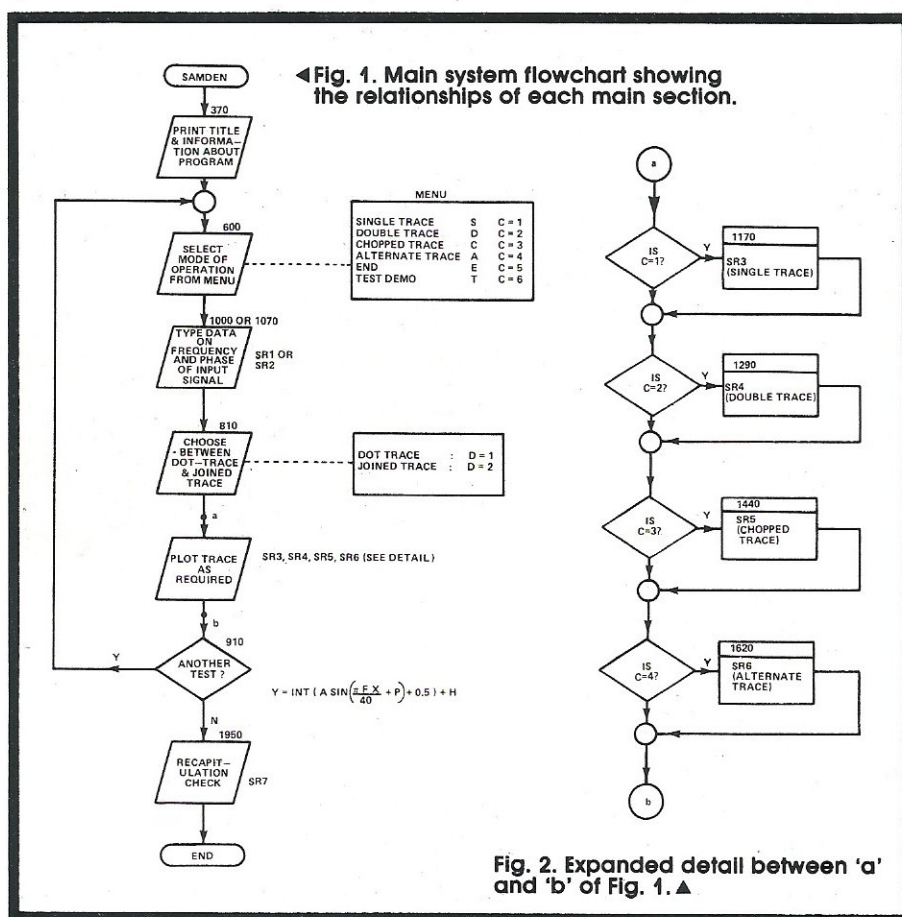 ◀Fig. 1. Main system flowchart showing
the relationships of each main section.
SAMDEN
370
PRINT TITLE
& INFORMA–
TION ABOUT
PROGRAM
600
SELECT
MODE OF
OPERATION
FROM MENU
MENU
SINGLE TRACE S C = 1
DOUBLE TRACE D C = 2
CHOPPED TRACE C C = 3
ALTERNATE TRACE A C = 4
END E C = 5
TEST DEMO T C = 6
1000 OR 1070
TYPE DATA
ON
FREQUENCY
AND PHASE
OF INPUT
SIGNAL
SR1 OR
SR2
810
CHOOSE
BETWEEN
DOT–TRACE
& JOINED
TRACE
DOT TRACE : D = 1
JOINED TRACE : D = 2
a
PLOT TRACE
AS
REQUIRED
SR3, SR4, SR5, SR6 (SEE DETAIL)
b
910
ANOTHER
TEST ?
Y
N
Y = INT ( A SIN(π F X/40 + P) + 0.5 ) + H
1950
RECAPIT–
ULATION
CHECK
SR7
END
a
IS
C=1?
Y
1170
SR3
(SINGLE TRACE)
IS
C=2?
Y
1290
SR4
(DOUBLE TRACE)
IS
C=3?
Y
1440
SR5
(CHOPPED
TRACE)
IS
C=4?
Y
1620
SR6
(ALTERNATE
TRACE)
b
Fig. 2. Expanded detail between 'a'
and 'b' of Fig. 1.▲